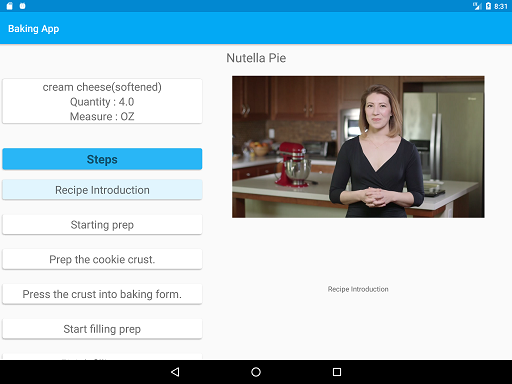 8:31
Baking App
Nutella Pie
cream cheese(softened)
Quantity : 4.0
Measure : OZ
Steps
Recipe Introduction
Starting prep
Prep the cookie crust.
Press the crust into baking form.
Start filling prep
Recipe Introduction